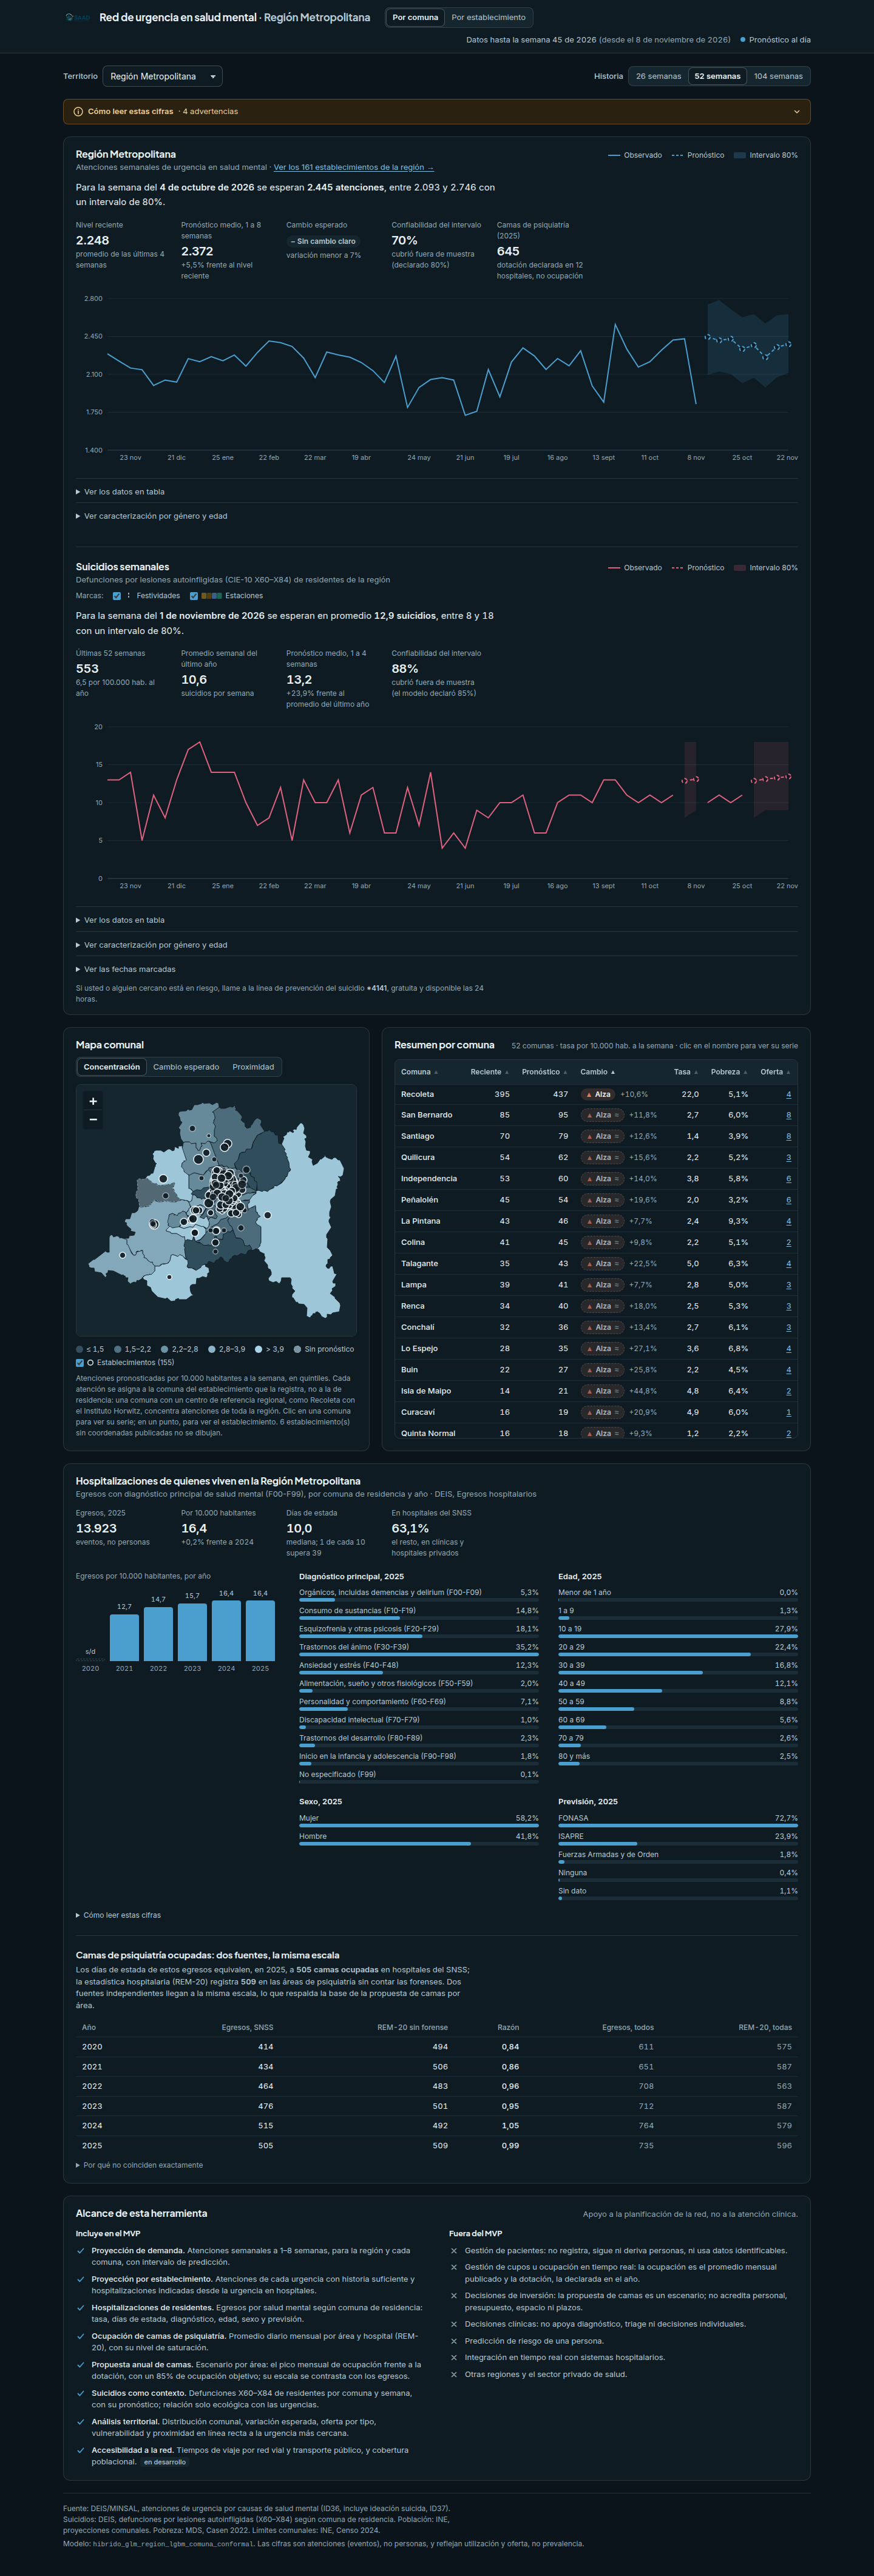 Red de urgencia en salud mental · Región Metropolitana
Por comuna
Por establecimiento
Datos hasta la semana 45 de 2026 (desde el 8 de noviembre de 2026)
Pronóstico al día
Territorio
Región Metropolitana
Historia
26 semanas
52 semanas
104 semanas
Cómo leer estas cifras · 4 advertencias
Región Metropolitana
Atenciones semanales de urgencia en salud mental · Ver los 161 establecimientos de la región →
Observado
Pronóstico
Intervalo 80%
Para la semana del 4 de octubre de 2026 se esperan 2.445 atenciones, entre 2.093 y 2.746 con
un intervalo de 80%.
Nivel reciente
2.248
promedio de las últimas 4
semanas
Pronóstico medio, 1 a 8
semanas
2.372
+5,5% frente al nivel
reciente
Cambio esperado
– Sin cambio claro
variación menor a 7%
Confiabilidad del intervalo
70%
cubrió fuera de muestra
(declarado 80%)
Camas de psiquiatría
(2025)
645
dotación declarada en 12
hospitales, no ocupación
2.800
2.450
2.100
1.750
1.400
23 nov
21 dic
25 ene
22 feb
22 mar
19 abr
24 may
21 jun
19 jul
16 ago
13 sept
11 oct
8 nov
25 oct
22 nov
Ver los datos en tabla
Ver caracterización por género y edad
Suicidios semanales
Defunciones por lesiones autoinfligidas (CIE-10 X60–X84) de residentes de la región
Observado
Pronóstico
Intervalo 80%
Marcas:
Festividades
Estaciones
Para la semana del 1 de noviembre de 2026 se esperan en promedio 12,9 suicidios, entre 8 y 18
con un intervalo de 80%.
Últimas 52 semanas
553
6,5 por 100.000 hab. al
año
Promedio semanal del
último año
10,6
suicidios por semana
Pronóstico medio, 1 a 4
semanas
13,2
+23,9% frente al
promedio del último año
Confiabilidad del intervalo
88%
cubrió fuera de muestra
(el modelo declaró 85%)
20
15
10
5
0
23 nov
21 dic
25 ene
22 feb
22 mar
19 abr
24 may
21 jun
19 jul
16 ago
13 sept
11 oct
8 nov
25 oct
22 nov
Ver los datos en tabla
Ver caracterización por género y edad
Ver las fechas marcadas
Si usted o alguien cercano está en riesgo, llame a la línea de prevención del suicidio *4141, gratuita y disponible las 24
horas.
Mapa comunal
Concentración
Cambio esperado
Proximidad
+
−
≤ 1,5
1,5–2,2
2,2–2,8
2,8–3,9
> 3,9
Sin pronóstico
Establecimientos (155)
Atenciones pronosticadas por 10.000 habitantes a la semana, en quintiles. Cada
atención se asigna a la comuna del establecimiento que la registra, no a la de
residencia: una comuna con un centro de referencia regional, como Recoleta con
el Instituto Horwitz, concentra atenciones de toda la región. Clic en una comuna
para ver su serie; en un punto, para ver el establecimiento. 6 establecimiento(s)
sin coordenadas publicadas no se dibujan.
Resumen por comuna
52 comunas · tasa por 10.000 hab. a la semana · clic en el nombre para ver su serie
Comuna ▲ Reciente ▲ Pronóstico ▲ Cambio ▲ Tasa ▲ Pobreza ▲ Oferta ▲
Recoleta 395 437 ▲ Alza +10,6% 22,0 5,1% 4
San Bernardo 85 95 ▲ Alza ≈ +11,8% 2,7 6,0% 8
Santiago 70 79 ▲ Alza ≈ +12,6% 1,4 3,9% 8
Quilicura 54 62 ▲ Alza ≈ +15,6% 2,2 5,2% 3
Independencia 53 60 ▲ Alza ≈ +14,0% 3,8 5,8% 6
Peñalolén 45 54 ▲ Alza ≈ +19,6% 2,0 3,2% 6
La Pintana 43 46 ▲ Alza ≈ +7,7% 2,4 9,3% 4
Colina 41 45 ▲ Alza ≈ +9,8% 2,2 5,1% 2
Talagante 35 43 ▲ Alza ≈ +22,5% 5,0 6,3% 4
Lampa 39 41 ▲ Alza ≈ +7,7% 2,8 5,0% 3
Renca 34 40 ▲ Alza ≈ +18,0% 2,5 5,3% 3
Conchalí 32 36 ▲ Alza ≈ +13,4% 2,7 6,1% 3
Lo Espejo 28 35 ▲ Alza ≈ +27,1% 3,6 6,8% 4
Buin 22 27 ▲ Alza ≈ +25,8% 2,2 4,5% 4
Isla de Maipo 14 21 ▲ Alza ≈ +44,8% 4,8 6,4% 2
Curacaví 16 19 ▲ Alza ≈ +20,9% 4,9 6,0% 1
Quinta Normal 16 18 ▲ Alza ≈ +9,3% 1,2 2,2% 2
Hospitalizaciones de quienes viven en la Región Metropolitana
Egresos con diagnóstico principal de salud mental (F00-F99), por comuna de residencia y año · DEIS, Egresos hospitalarios
Egresos, 2025
13.923
eventos, no personas
Por 10.000 habitantes
16,4
+0,2% frente a 2024
Días de estada
10,0
mediana; 1 de cada 10
supera 39
En hospitales del SNSS
63,1%
el resto, en clínicas y
hospitales privados
Egresos por 10.000 habitantes, por año
s/d
12,7
14,7
15,7
16,4
16,4
2020
2021
2022
2023
2024
2025
Diagnóstico principal, 2025
Orgánicos, incluidas demencias y delirium (F00-F09) 5,3%
Consumo de sustancias (F10-F19) 14,8%
Esquizofrenia y otras psicosis (F20-F29) 18,1%
Trastornos del ánimo (F30-F39) 35,2%
Ansiedad y estrés (F40-F48) 12,3%
Alimentación, sueño y otros fisiológicos (F50-F59) 2,0%
Personalidad y comportamiento (F60-F69) 7,1%
Discapacidad intelectual (F70-F79) 1,0%
Trastornos del desarrollo (F80-F89) 2,3%
Inicio en la infancia y adolescencia (F90-F98) 1,8%
No especificado (F99) 0,1%
Edad, 2025
Menor de 1 año 0,0%
1 a 9 1,3%
10 a 19 27,9%
20 a 29 22,4%
30 a 39 16,8%
40 a 49 12,1%
50 a 59 8,8%
60 a 69 5,6%
70 a 79 2,6%
80 y más 2,5%
Sexo, 2025
Mujer 58,2%
Hombre 41,8%
Previsión, 2025
FONASA 72,7%
ISAPRE 23,9%
Fuerzas Armadas y de Orden 1,8%
Ninguna 0,4%
Sin dato 1,1%
Cómo leer estas cifras
Camas de psiquiatría ocupadas: dos fuentes, la misma escala
Los días de estada de estos egresos equivalen, en 2025, a 505 camas ocupadas en hospitales del SNSS;
la estadística hospitalaria (REM-20) registra 509 en las áreas de psiquiatría sin contar las forenses. Dos
fuentes independientes llegan a la misma escala, lo que respalda la base de la propuesta de camas por
área.
Año Egresos, SNSS REM-20 sin forense Razón Egresos, todos REM-20, todas
2020 414 494 0,84 611 575
2021 434 506 0,86 651 587
2022 464 483 0,96 708 563
2023 476 501 0,95 712 587
2024 515 492 1,05 764 579
2025 505 509 0,99 735 596
Por qué no coinciden exactamente
Alcance de esta herramienta
Apoyo a la planificación de la red, no a la atención clínica.
Incluye en el MVP
Proyección de demanda. Atenciones semanales a 1–8 semanas, para la región y cada
comuna, con intervalo de predicción.
Proyección por establecimiento. Atenciones de cada urgencia con historia suficiente y
hospitalizaciones indicadas desde la urgencia en hospitales.
Hospitalizaciones de residentes. Egresos por salud mental según comuna de residencia:
tasa, días de estada, diagnóstico, edad, sexo y previsión.
Ocupación de camas de psiquiatría. Promedio diario mensual por área y hospital (REM-
20), con su nivel de saturación.
Propuesta anual de camas. Escenario por área: el pico mensual de ocupación frente a la
dotación, con un 85% de ocupación objetivo; su escala se contrasta con los egresos.
Suicidios como contexto. Defunciones X60–X84 de residentes por comuna y semana,
con su pronóstico; relación solo ecológica con las urgencias.
Análisis territorial. Distribución comunal, variación esperada, oferta por tipo,
vulnerabilidad y proximidad en línea recta a la urgencia más cercana.
Accesibilidad a la red. Tiempos de viaje por red vial y transporte público, y cobertura
poblacional. en desarrollo
Fuera del MVP
Gestión de pacientes: no registra, sigue ni deriva personas, ni usa datos identificables.
Gestión de cupos u ocupación en tiempo real: la ocupación es el promedio mensual
publicado y la dotación, la declarada en el año.
Decisiones de inversión: la propuesta de camas es un escenario; no acredita personal,
presupuesto, espacio ni plazos.
Decisiones clínicas: no apoya diagnóstico, triage ni decisiones individuales.
Predicción de riesgo de una persona.
Integración en tiempo real con sistemas hospitalarios.
Otras regiones y el sector privado de salud.
Fuente: DEIS/MINSAL, atenciones de urgencia por causas de salud mental (ID36, incluye ideación suicida, ID37).
Suicidios: DEIS, defunciones por lesiones autoinfligidas (X60–X84) según comuna de residencia. Población: INE,
proyecciones comunales. Pobreza: MDS, Casen 2022. Límites comunales: INE, Censo 2024.
Modelo: hibrido_glm_region_lgbm_comuna_conformal. Las cifras son atenciones (eventos), no personas, y reflejan utilización y oferta, no prevalencia.